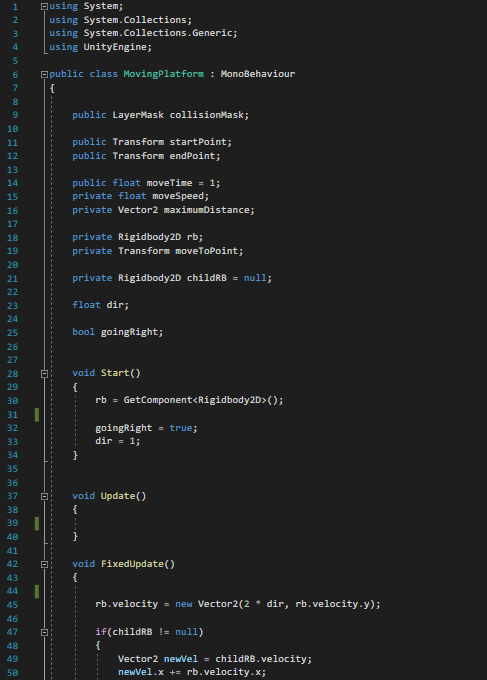 1 using System;
2 using System.Collections;
3 using System.Collections.Generic;
4 using UnityEngine;
5
6 public class MovingPlatform : MonoBehaviour
7 {
8
9 public LayerMask collisionMask;
10
11 public Transform startPoint;
12 public Transform endPoint;
13
14 public float moveTime = 1;
15 private float moveSpeed;
16 private Vector2 maximumDistance;
17
18 private Rigidbody2D rb;
19 private Transform moveToPoint;
20
21 private Rigidbody2D childRB = null;
22
23 float dir;
24
25 bool goingRight;
26
27
28 void Start()
29 {
30 rb = GetComponent<Rigidbody2D>();
31
32 goingRight = true;
33 dir = 1;
34 }
35
36
37 void Update()
38 {
39
40 }
41
42 void FixedUpdate()
43 {
44
45 rb.velocity = new Vector2(2 * dir, rb.velocity.y);
46
47 if(childRB != null)
48 {
49 Vector2 newVel = childRB.velocity;
50 newVel.x += rb.velocity.x;